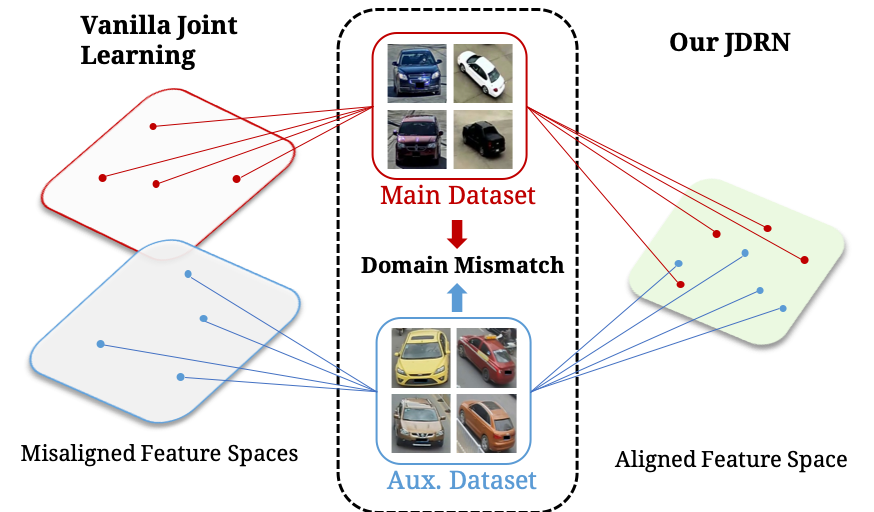 Vanilla Joint
Learning
Our JDRN
Main Dataset
Domain Mismatch
Aux. Dataset
Misaligned Feature Spaces
Aligned Feature Space